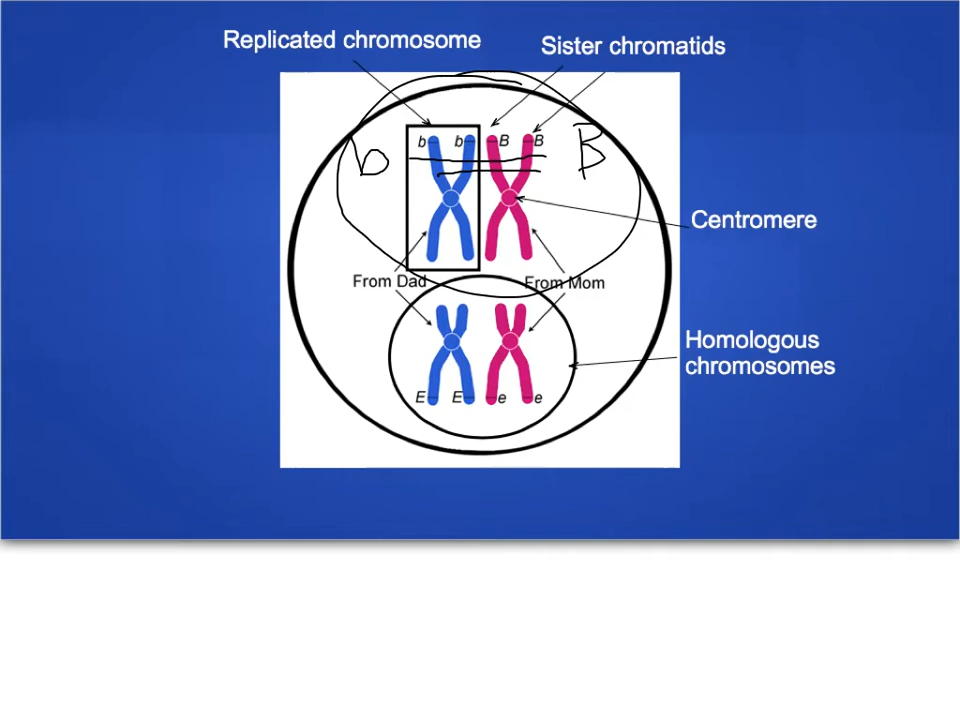 Replicated chromosome
Sister chromatids
b b B B
b B
Centromere
From Dad
From Mom
Homologous
chromosomes
E E e e